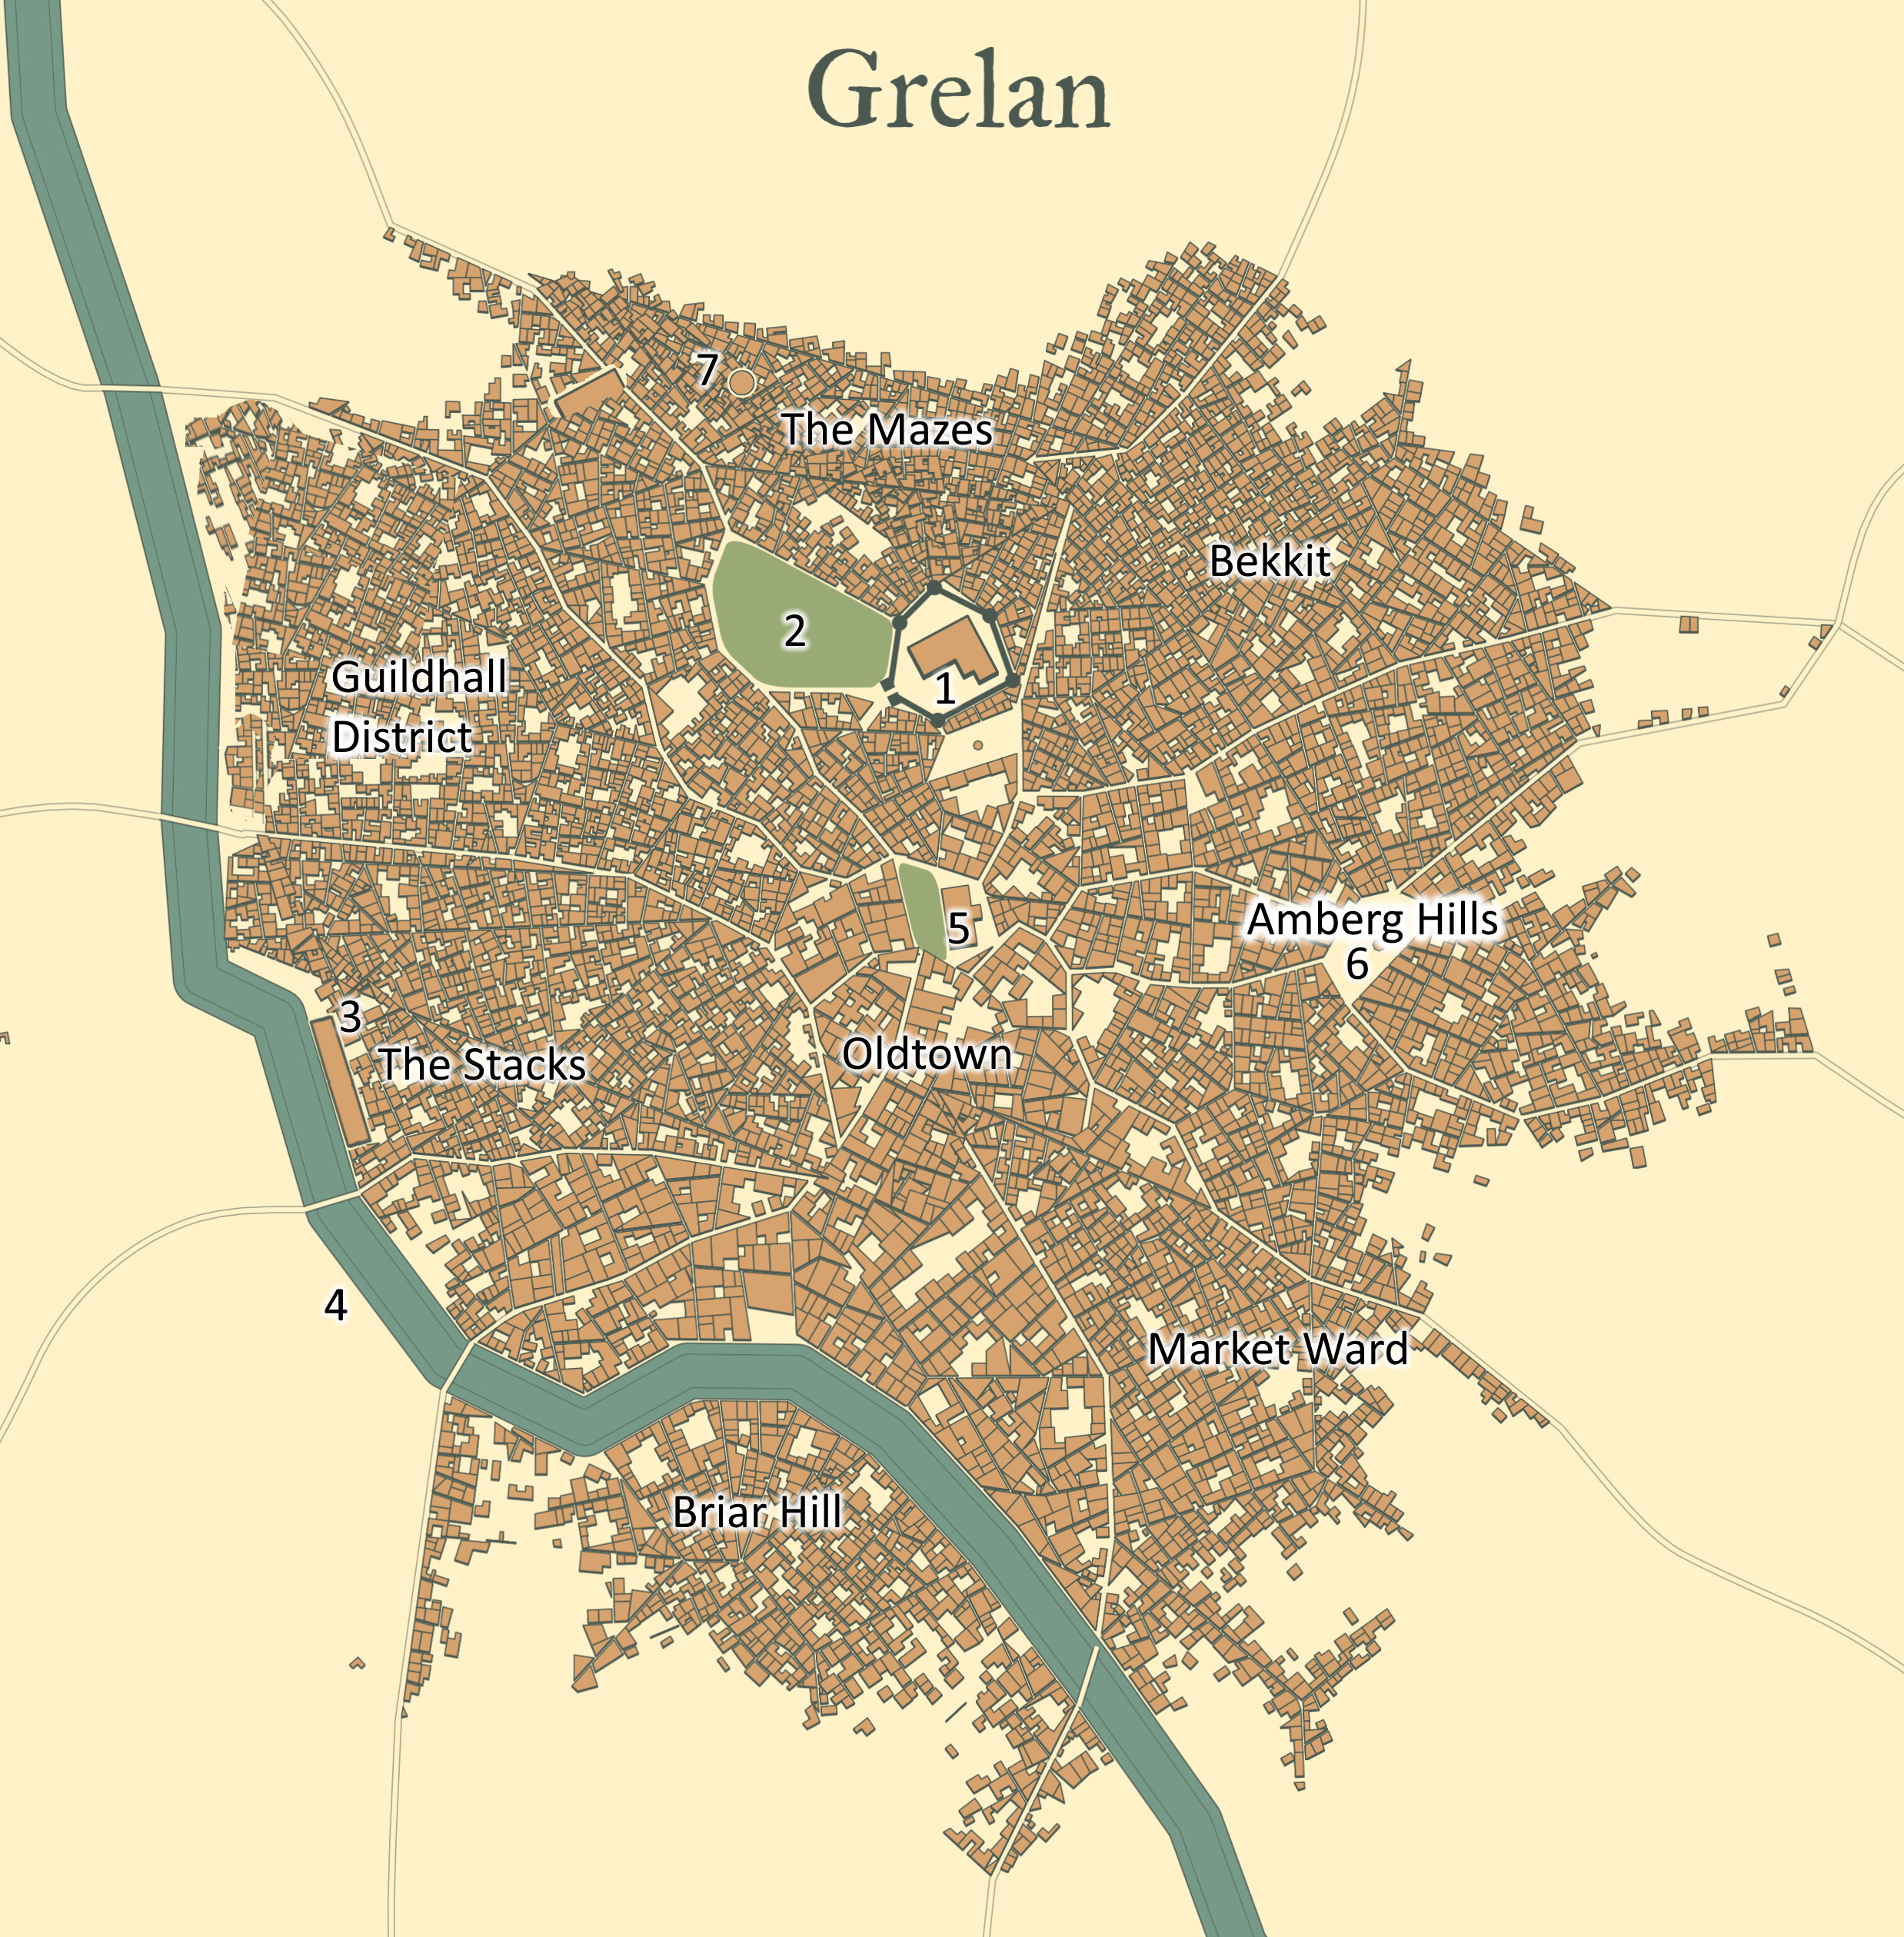 Grelan
7
The Mazes
Bekkit
2
1
Guildhall
District
5
Amberg Hills
6
3
The Stacks
Oldtown
4
Market Ward
Briar Hill